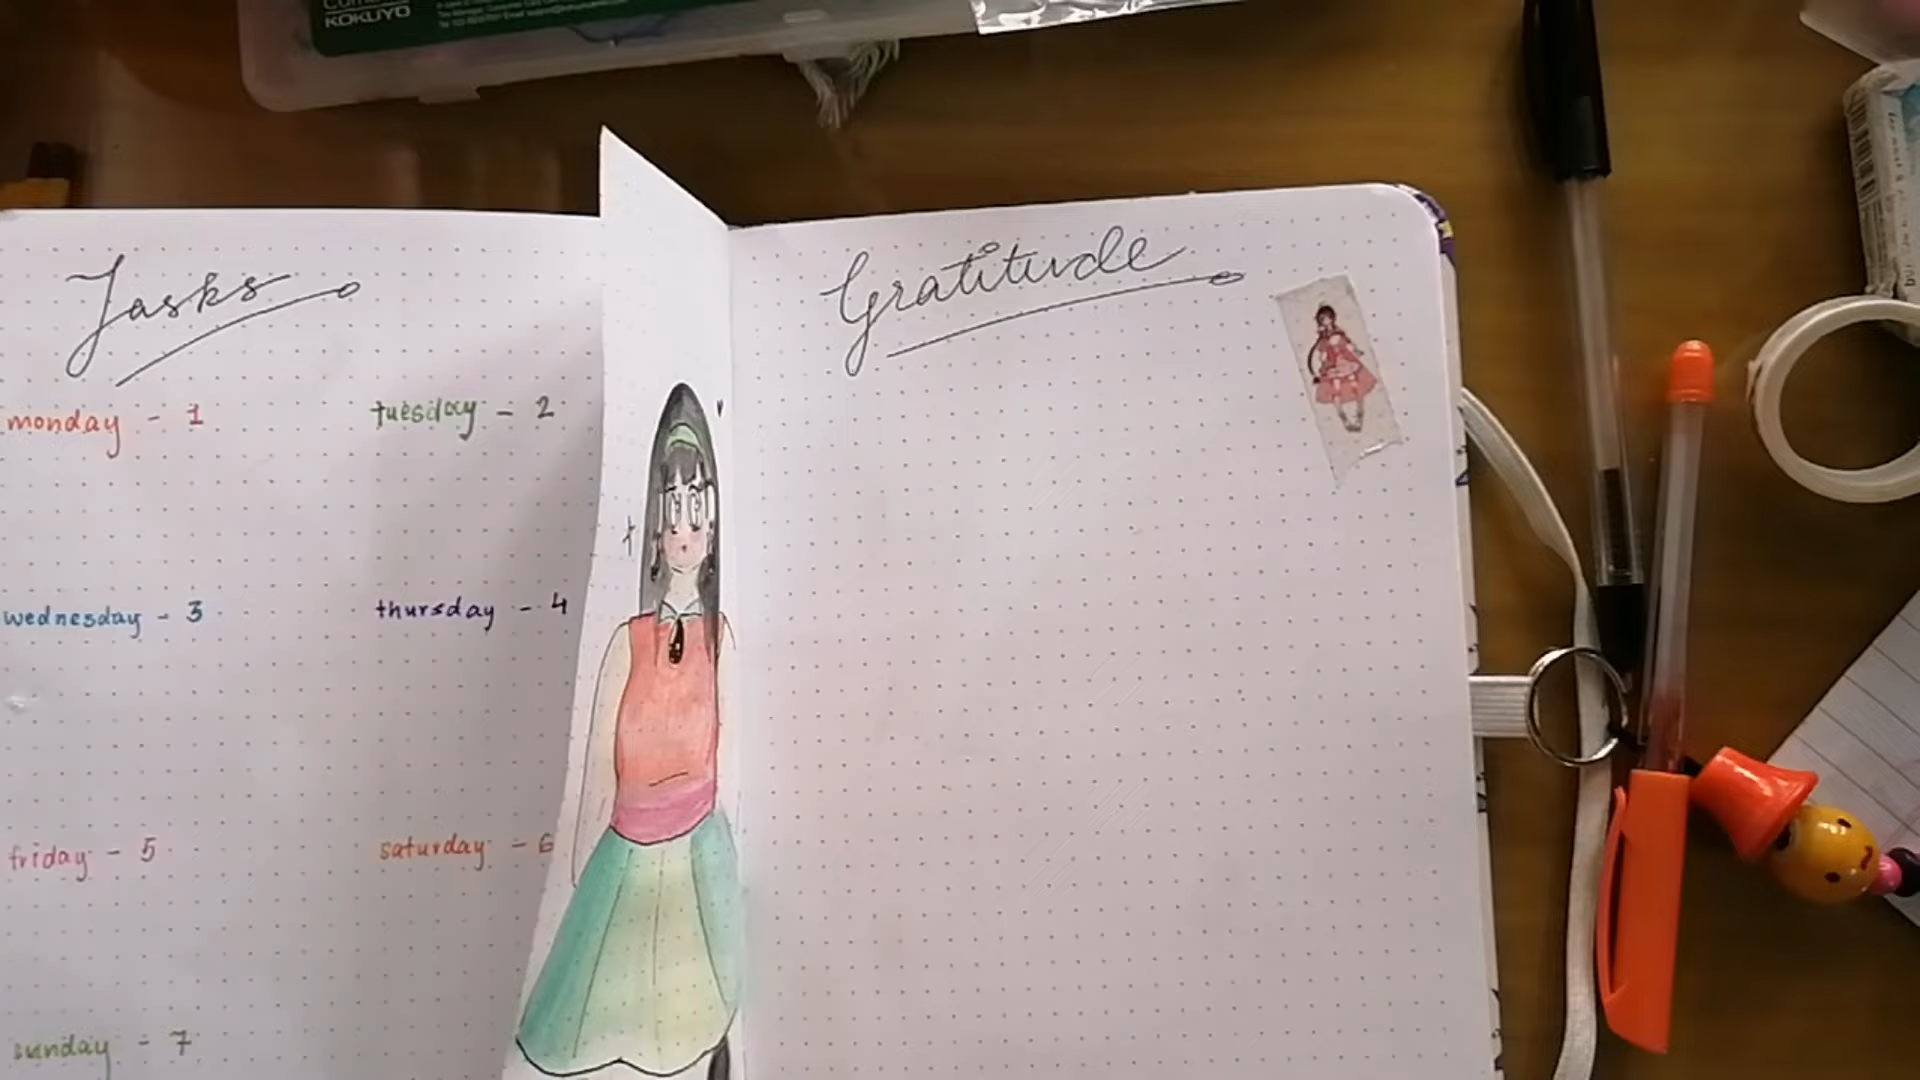 KOKUYO
Tasks
Gratitude
monday - 1
tuesday - 2
wednesday - 3
thursday - 4
friday - 5
saturday - 6
sunday - 7